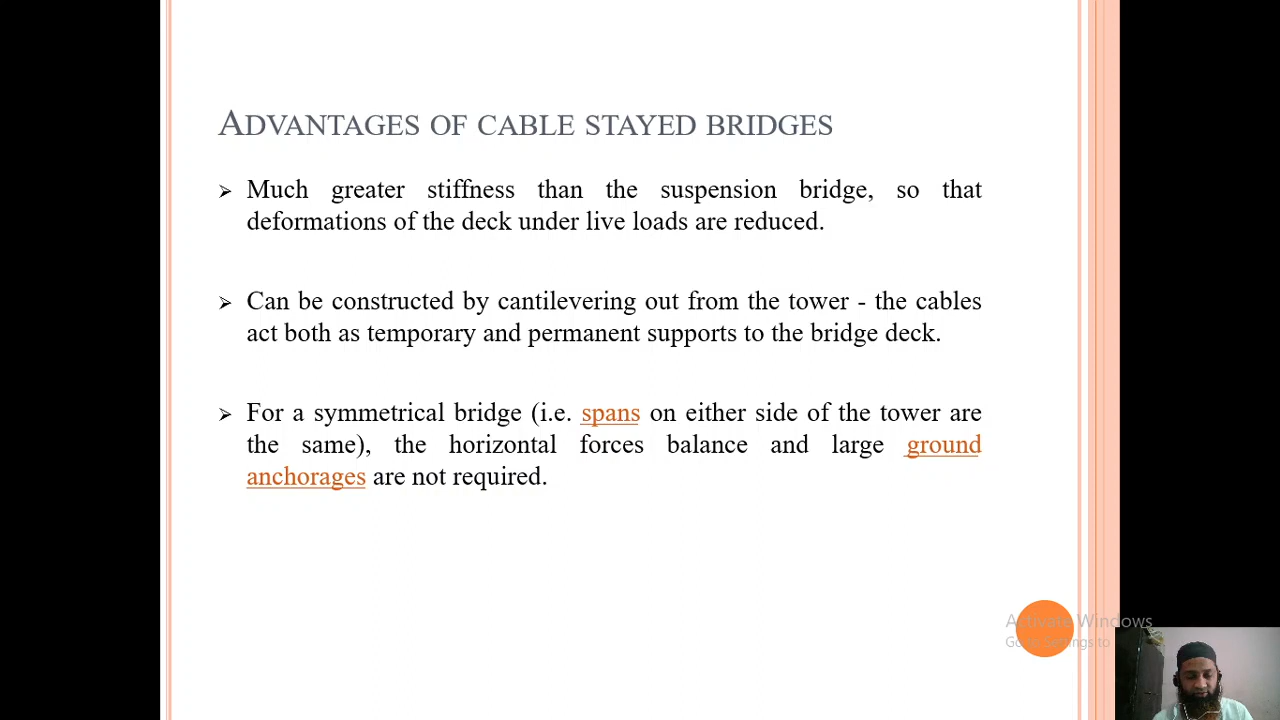 ADVANTAGES OF CABLE STAYED BRIDGES
➢ Much greater stiffness than the suspension bridge, so that
deformations of the deck under live loads are reduced.
➢ Can be constructed by cantilevering out from the tower - the cables
act both as temporary and permanent supports to the bridge deck.
➢ For a symmetrical bridge (i.e. spans on either side of the tower are
the same), the horizontal forces balance and large ground
anchorages are not required.
Activate Windows
Go to Settings to